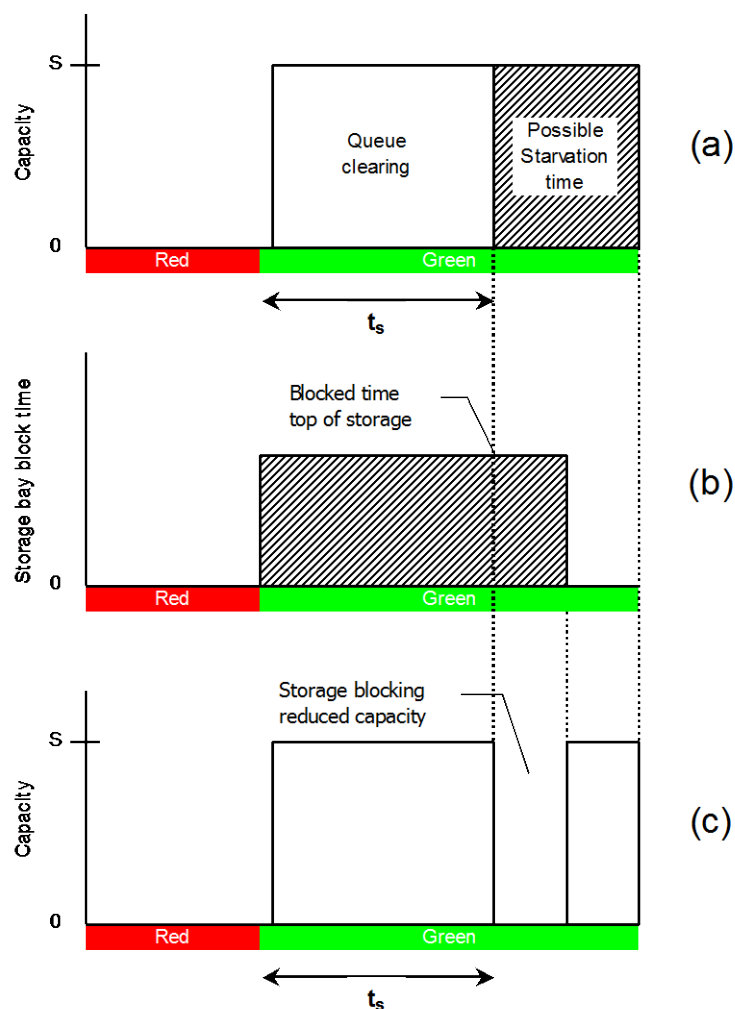 S
Capacity
0
Queue
clearing
Possible
Starvation
time
(a)
Red
Green
ts
Storage bay block time
0
Blocked time
top of storage
(b)
Red
Green
S
Capacity
0
Storage blocking
reduced capacity
(c)
Red
Green
ts